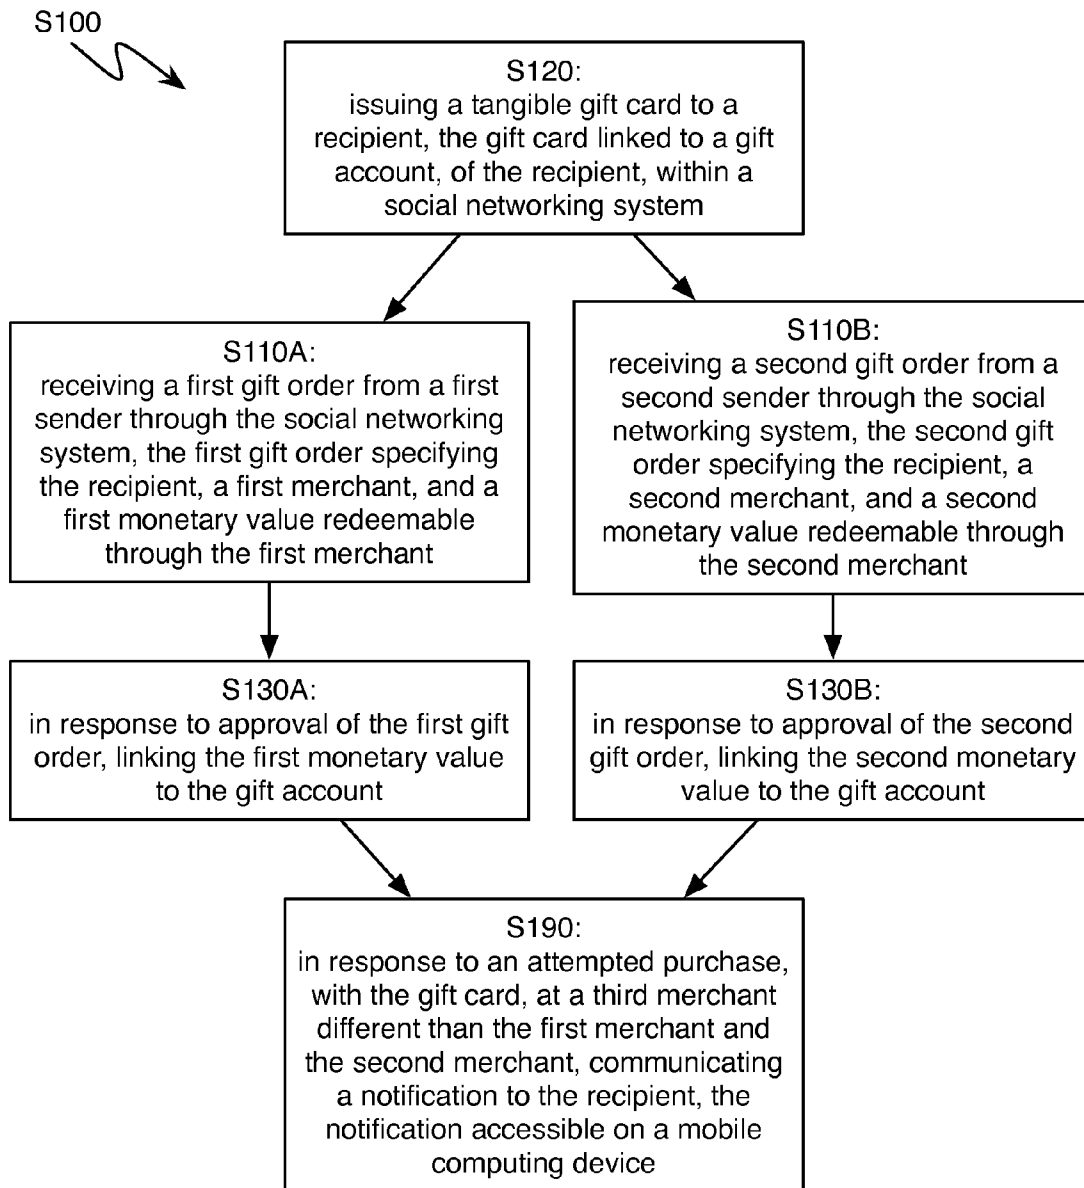 S100
S120:
issuing a tangible gift card to a
recipient, the gift card linked to a gift
account, of the recipient, within a
social networking system
S110A:
receiving a first gift order from a first
sender through the social networking
system, the first gift order specifying
the recipient, a first merchant, and a
first monetary value redeemable
through the first merchant
S110B:
receiving a second gift order from a
second sender through the social
networking system, the second gift
order specifying the recipient, a
second merchant, and a second
monetary value redeemable through
the second merchant
S130A:
in response to approval of the first gift
order, linking the first monetary value
to the gift account
S130B:
in response to approval of the second
gift order, linking the second monetary
value to the gift account
S190:
in response to an attempted purchase,
with the gift card, at a third merchant
different than the first merchant and
the second merchant, communicating
a notification to the recipient, the
notification accessible on a mobile
computing device